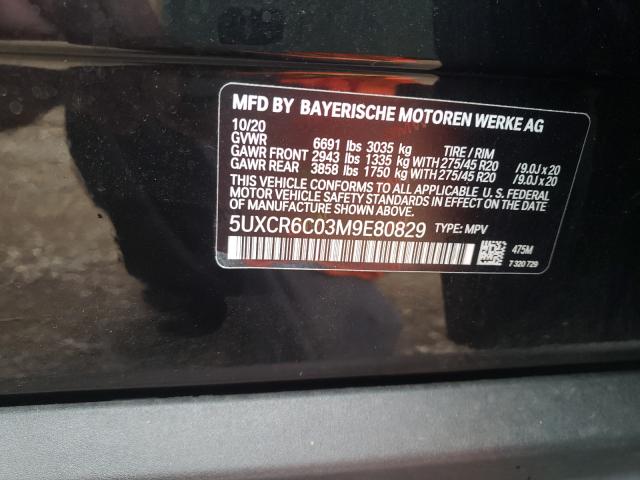 MFD BY BAYERISCHE MOTOREN WERKE AG
10/20
GVWR 6691 lbs 3035 kg TIRE / RIM
GAWR FRONT 2943 lbs 1335 kg WITH 275/45 R20 /9.0J x 20
GAWR REAR 3858 lbs 1750 kg WITH 275/45 R20 /9.0J x 20
THIS VEHICLE CONFORMS TO ALL APPLICABLE U. S. FEDERAL
MOTOR VEHICLE SAFETY STANDARDS IN EFFECT ON THE DATE
OF MANUFACTURE SHOWN ABOVE.
5UXCR6C03M9E80829 TYPE: MPV
475M
7 320 729